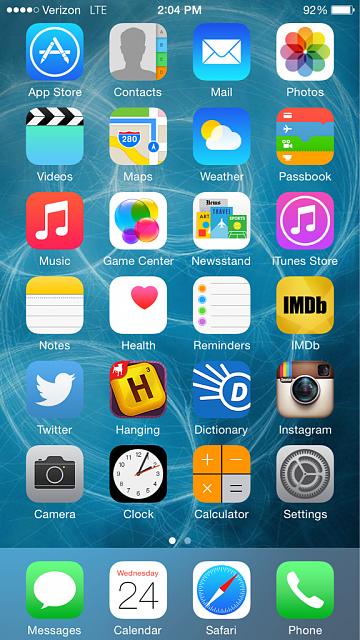 Verizon LTE 2:04 PM 92%
App Store Contacts Mail Photos
280
Videos Maps Weather Passbook
News
TRAVEL
ART SPORTS
Music Game Center Newsstand iTunes Store
IMDb
Notes Health Reminders IMDb
H
D
Twitter Hanging Dictionary Instagram
Camera Clock Calculator Settings
Wednesday
24
Messages Calendar Safari Phone